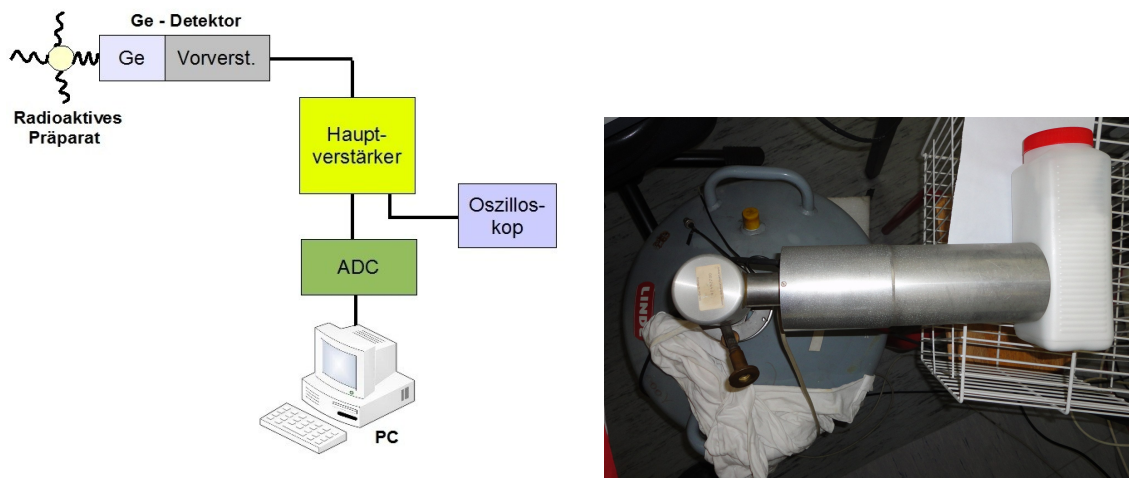 Ge - Detektor
Ge
Vorverst.
Radioaktives
Präparat
Haupt-
verstärker
Oszillos-
kop
ADC
PC
LINDE